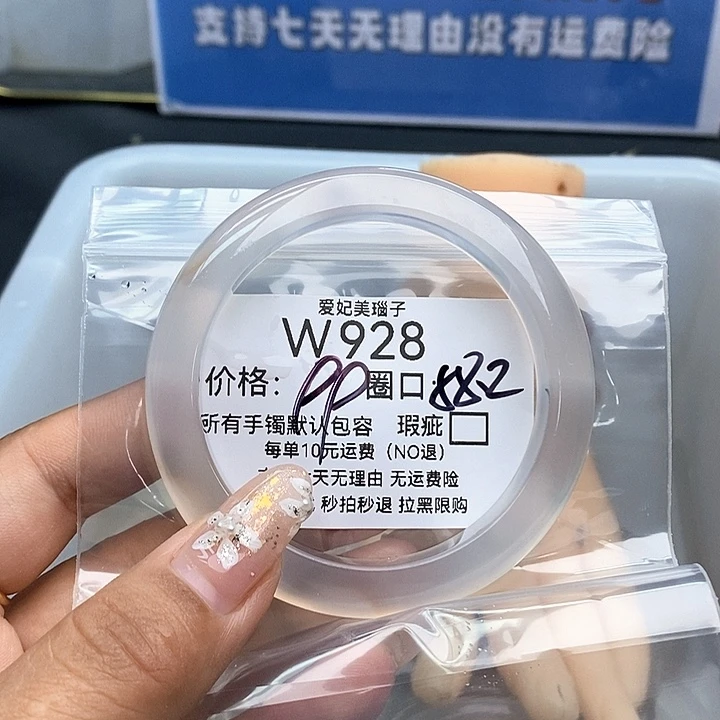 支持七天无理由没有运费险
爱妃美瑙子
W928
价格: 圈口:
所有手镯默认包容 瑕疵
每单10元运费（NO退）
天无理由 无运费险
秒拍秒退 拉黑限购